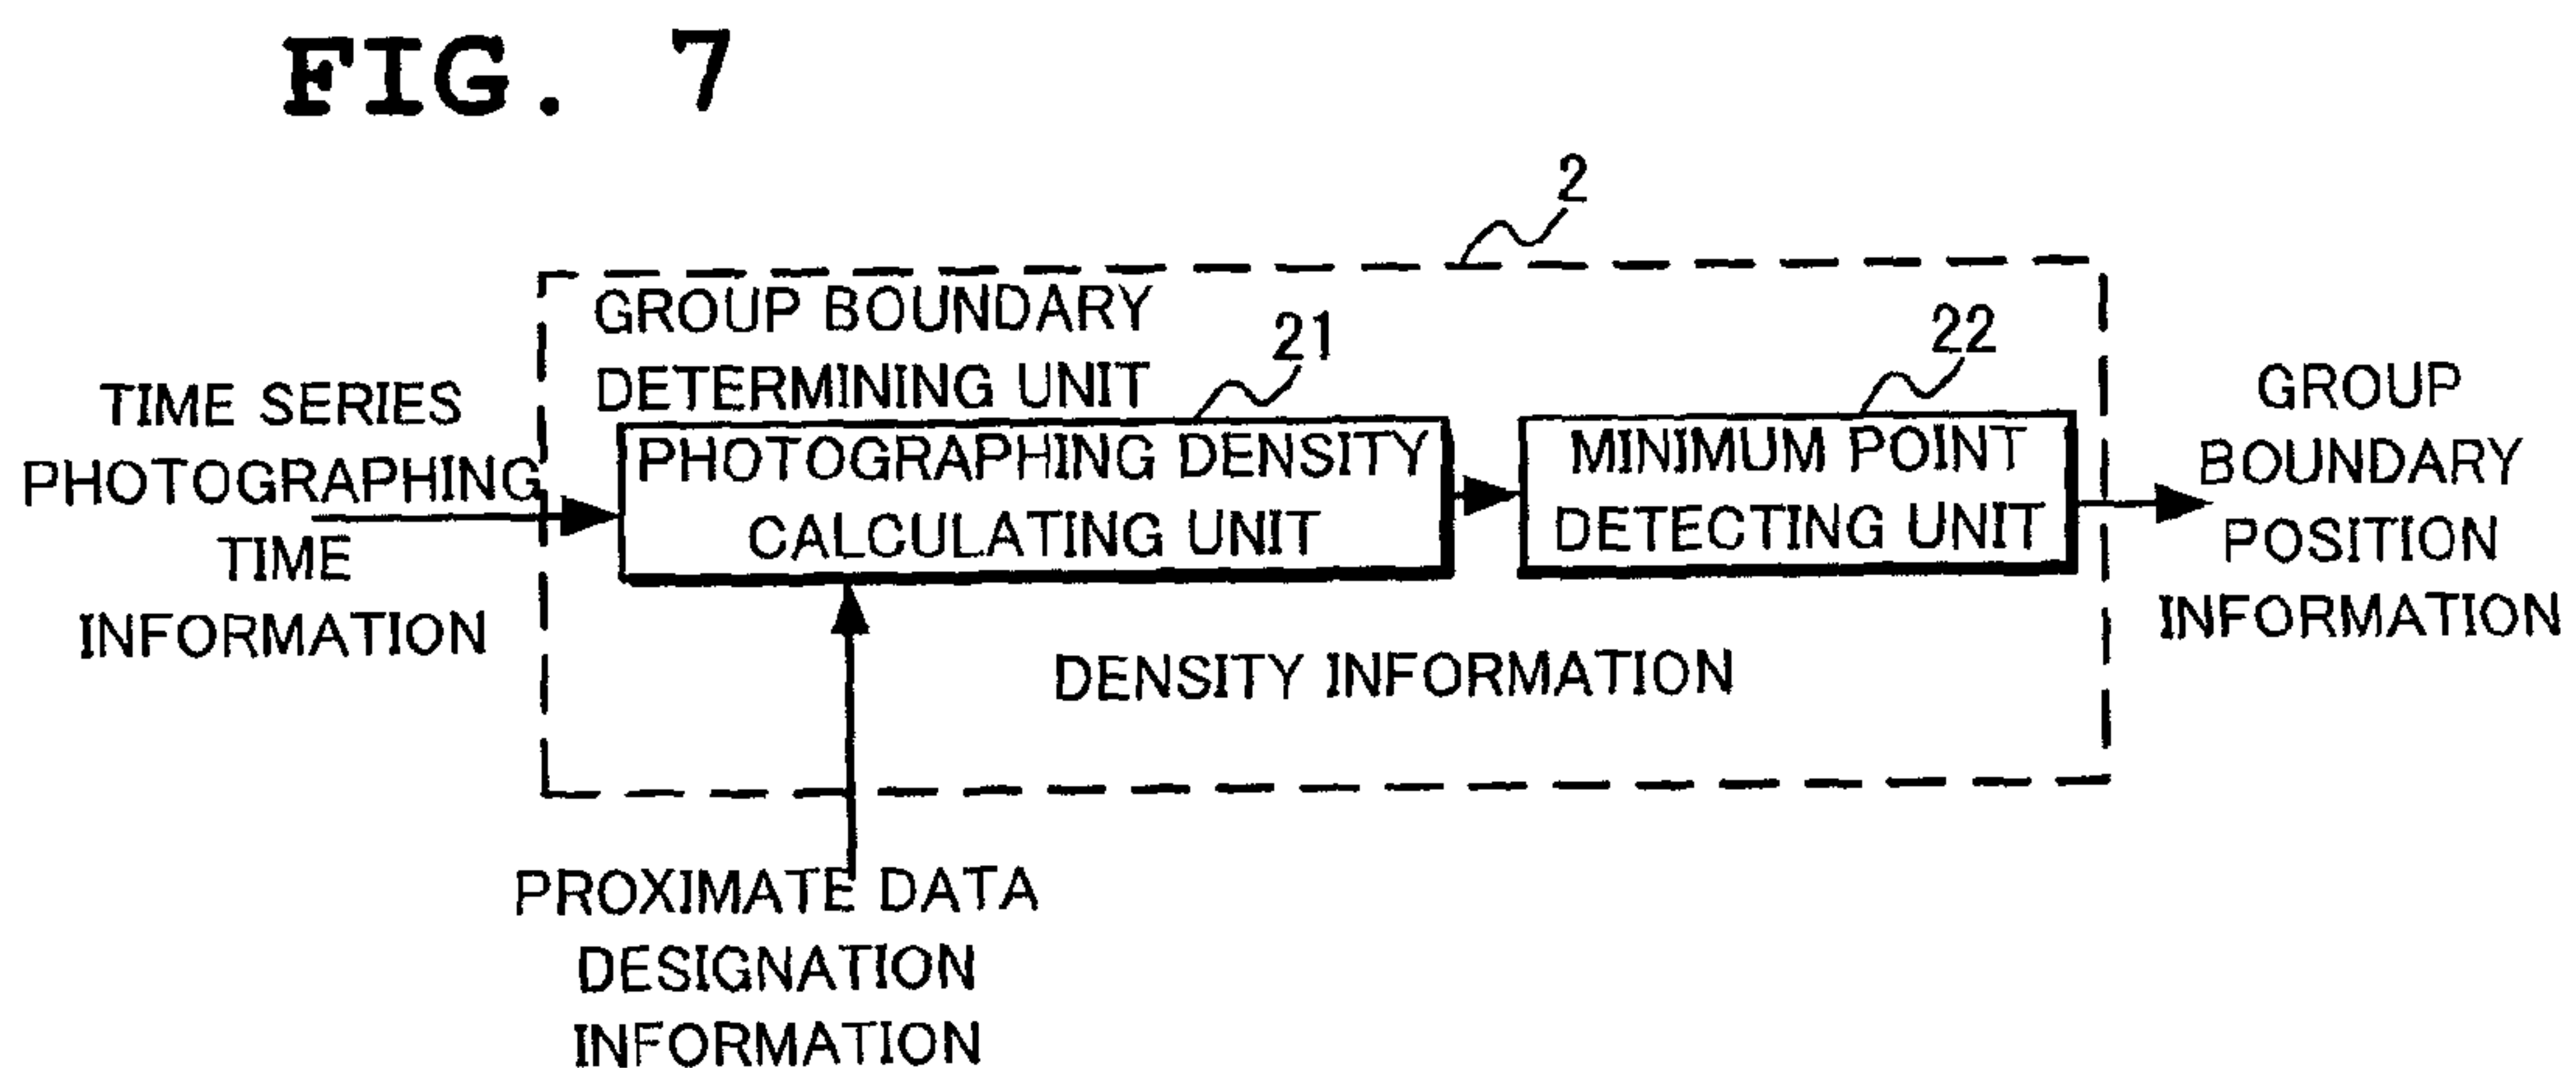 FIG. 7
2
GROUP BOUNDARY
DETERMINING UNIT
21
22
TIME SERIES
PHOTOGRAPHING
TIME
INFORMATION
PHOTOGRAPHING DENSITY
CALCULATING UNIT
MINIMUM POINT
DETECTING UNIT
GROUP
BOUNDARY
POSITION
INFORMATION
DENSITY INFORMATION
PROXIMATE DATA
DESIGNATION
INFORMATION